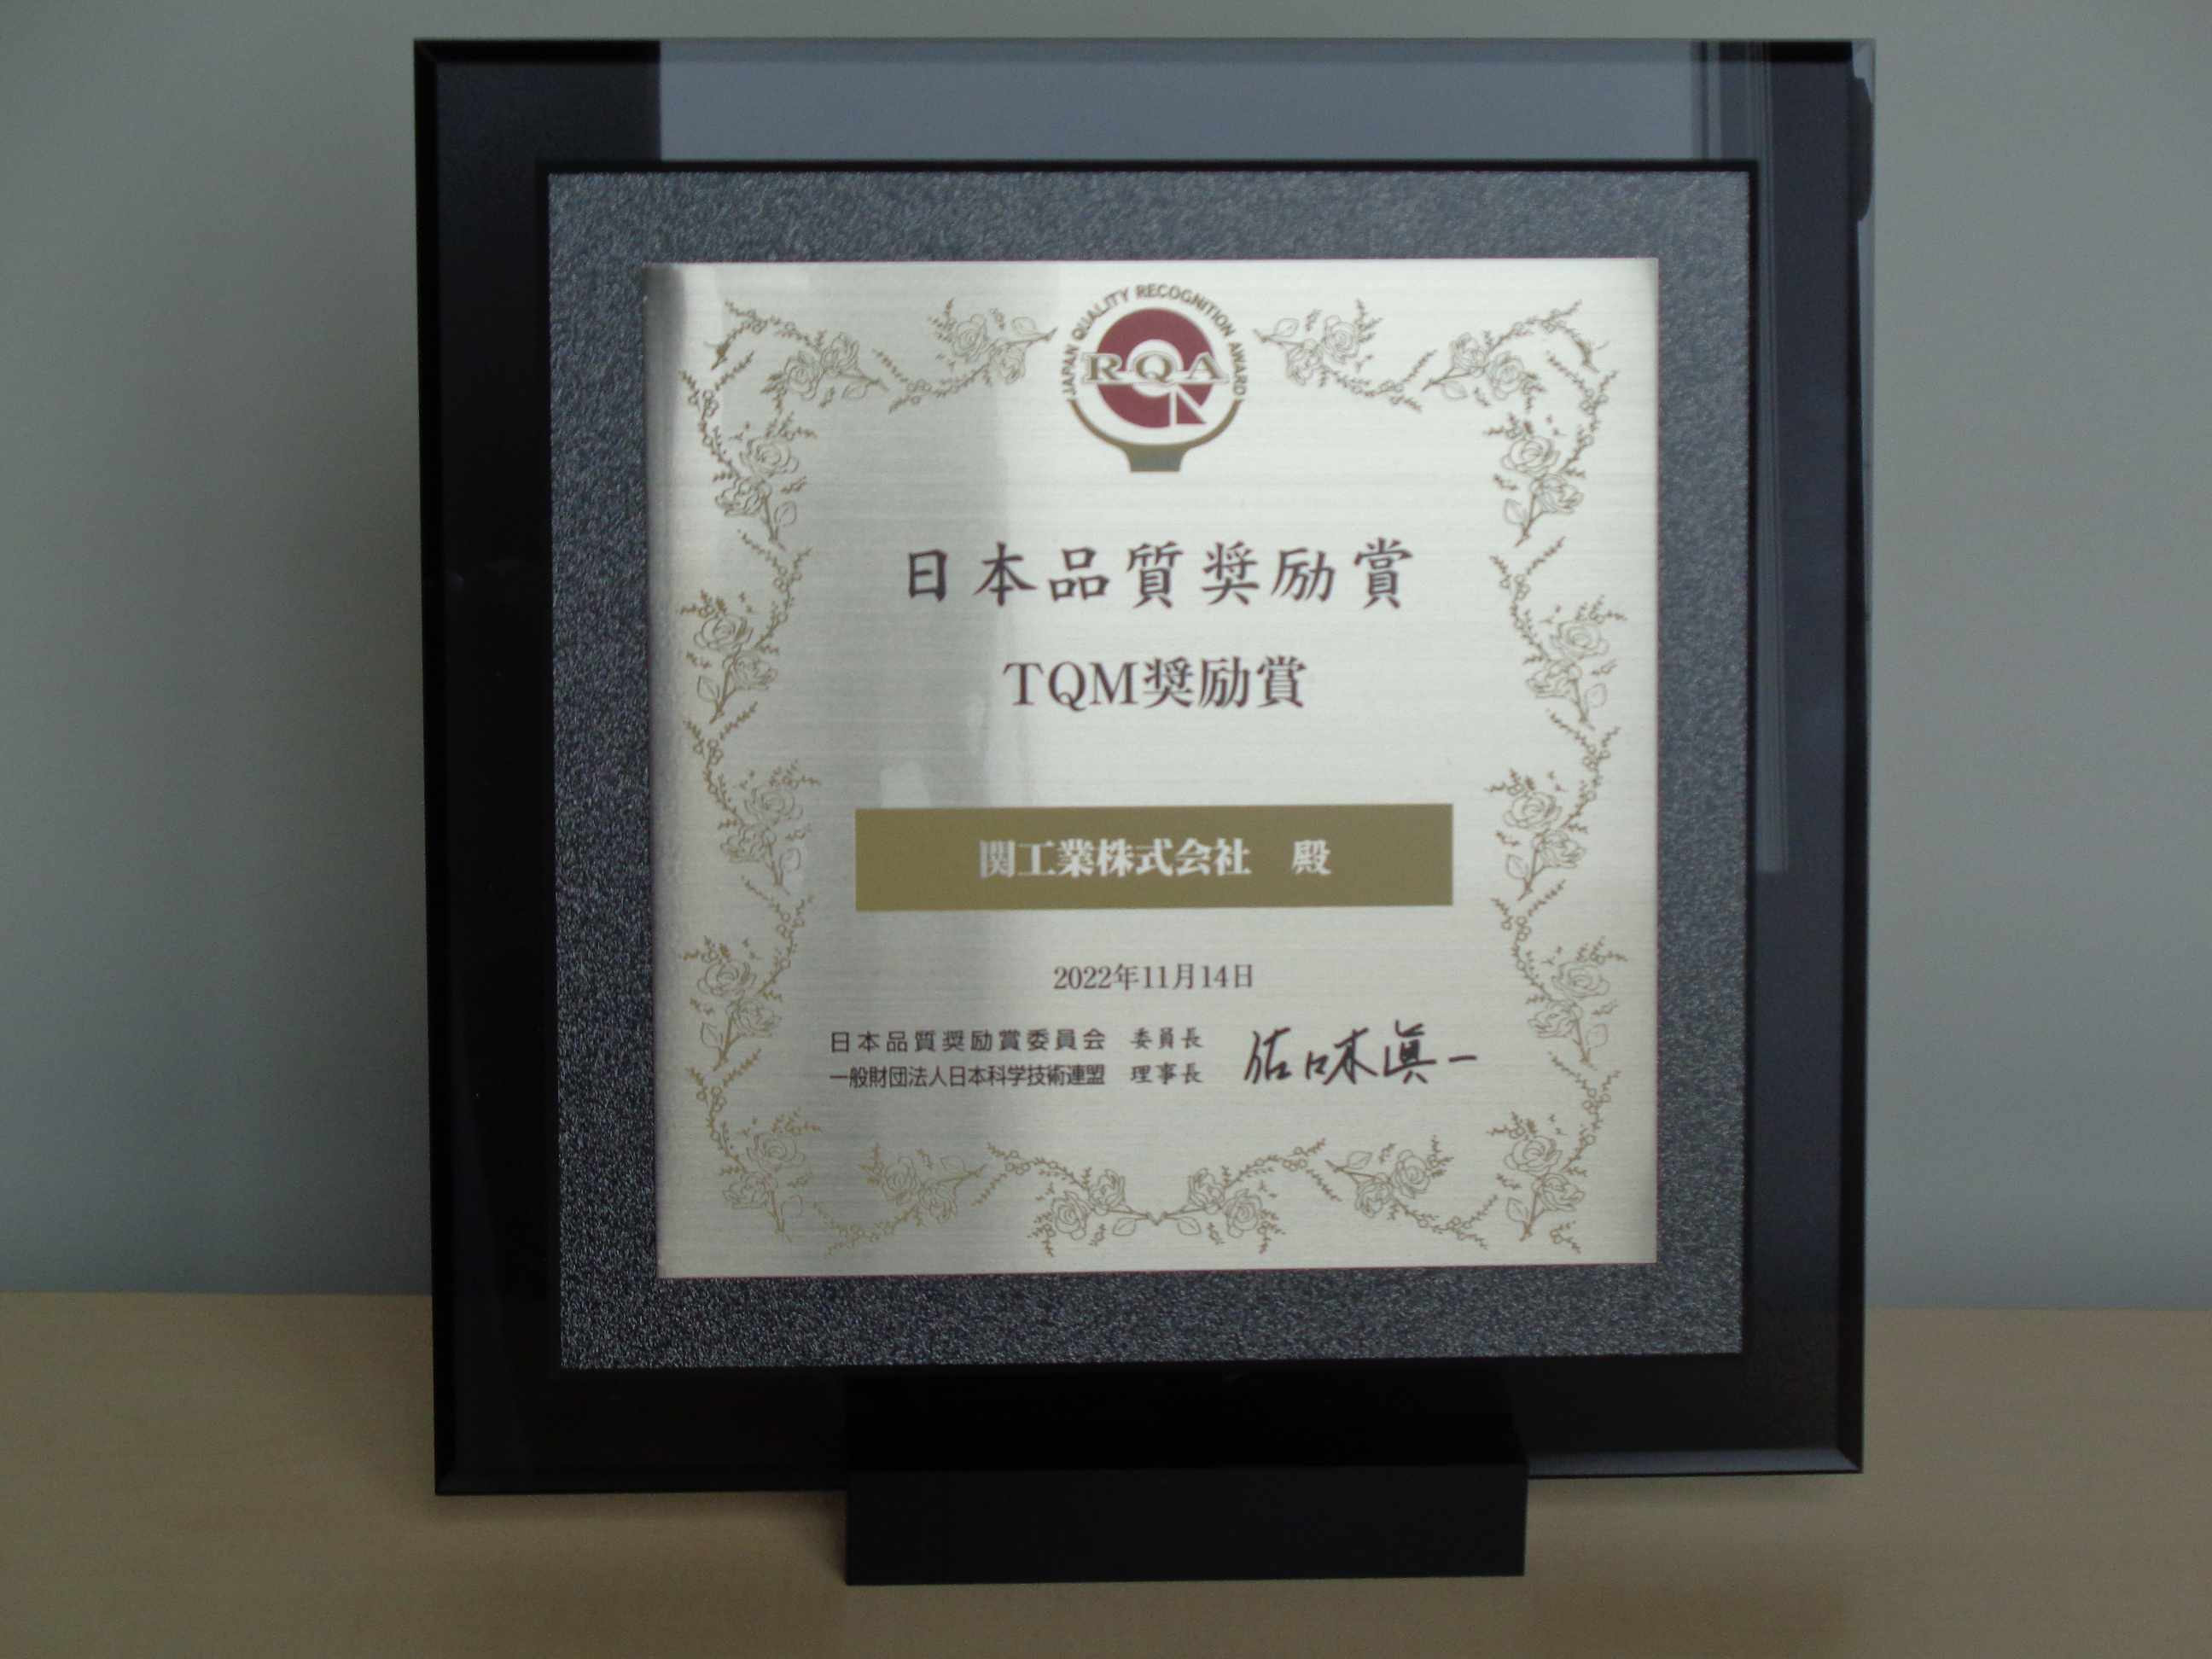 JAPAN QUALITY RECOGNITION AWARD
RQA
日本品質奨励賞
TQM奨励賞
関工業株式会社　殿
2022年11月14日
日本品質奨励賞委員会　委員長
一般財団法人日本科学技術連盟　理事長
佐々木眞一